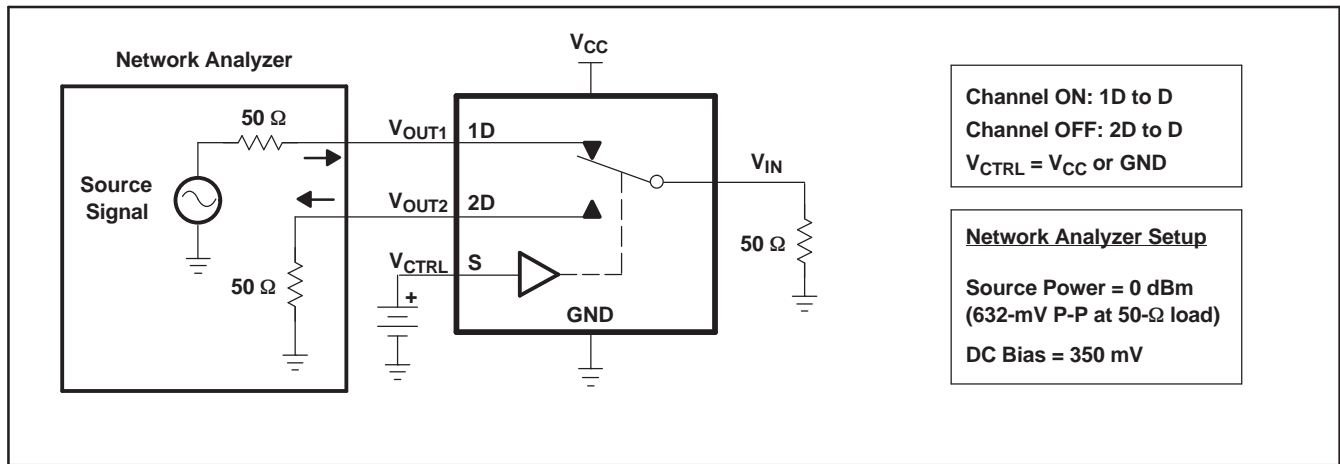 V_CC
Network Analyzer
50 Ω
V_OUT1
1D
V_IN
Source
Signal
V_OUT2
2D
50 Ω
50 Ω
V_CTRL
S
+
GND
Channel ON: 1D to D
Channel OFF: 2D to D
V_CTRL = V_CC or GND
Network Analyzer Setup
Source Power = 0 dBm
(632-mV P-P at 50-Ω load)
DC Bias = 350 mV